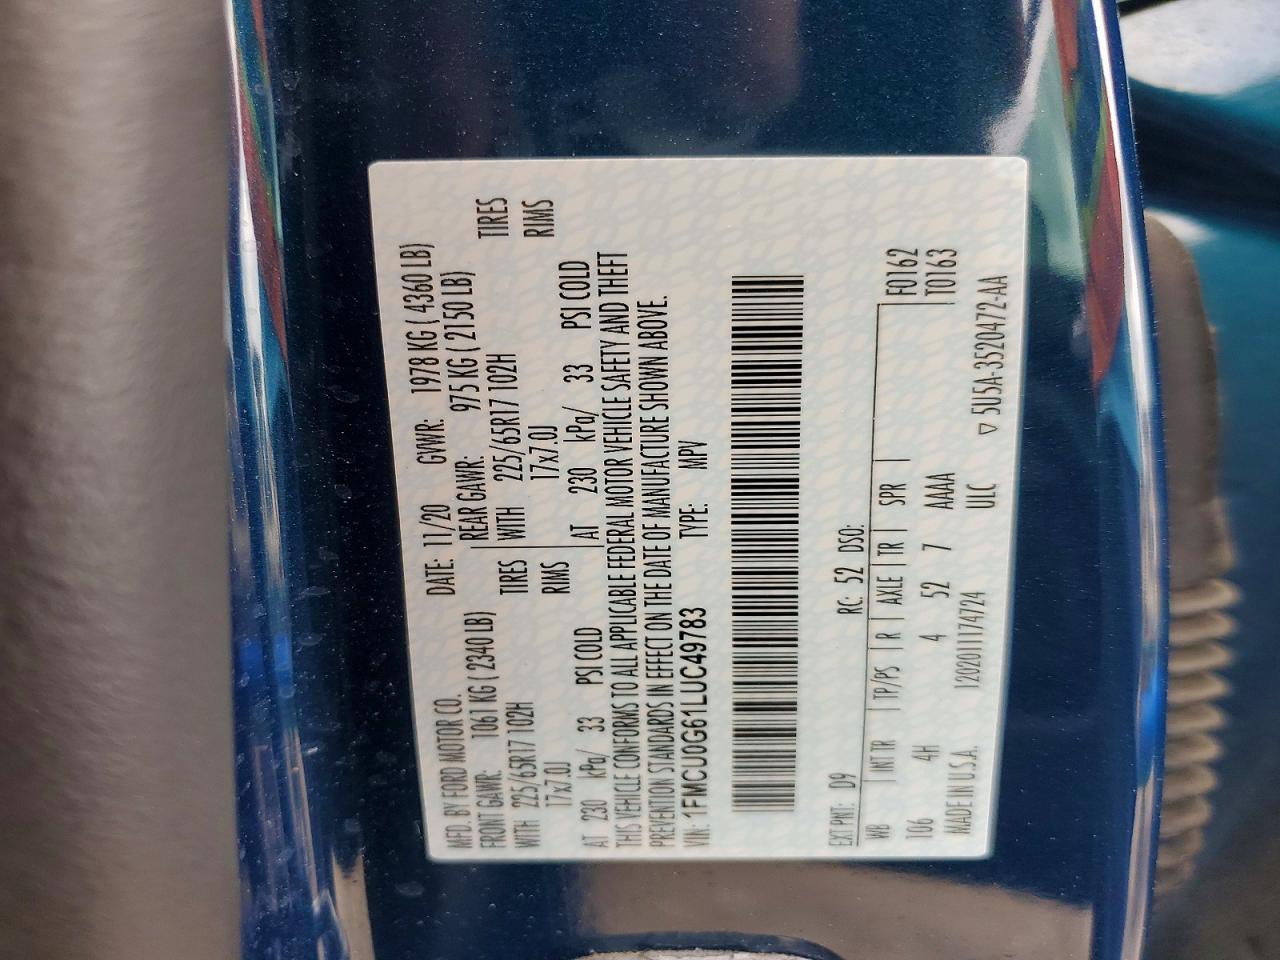 MFD. BY FORD MOTOR CO.
DATE: 11/20 GVWR: 1978 KG ( 4360 LB)
FRONT GAWR: 1061 KG ( 2340 LB) REAR GAWR: 975 KG ( 2150 LB)
WITH 225/65R17 102H TIRES WITH 225/65R17 102H TIRES
17x7.0J RIMS 17x7.0J RIMS
AT 230 kPa/ 33 PSI COLD AT 230 kPa/ 33 PSI COLD
THIS VEHICLE CONFORMS TO ALL APPLICABLE FEDERAL MOTOR VEHICLE SAFETY AND THEFT
PREVENTION STANDARDS IN EFFECT ON THE DATE OF MANUFACTURE SHOWN ABOVE.
VIN: 1FMCU0G61LUC49783 TYPE: MPV
EXT PNT: D9 RC: 52 DSO:
WB INT TR TP/PS R AXLE TR SPR F0162
106 4H 4 52 7 AAAA T0163
MADE IN U.S.A. 12020111174724 ULC
▽ 5U5A-3520472-AA